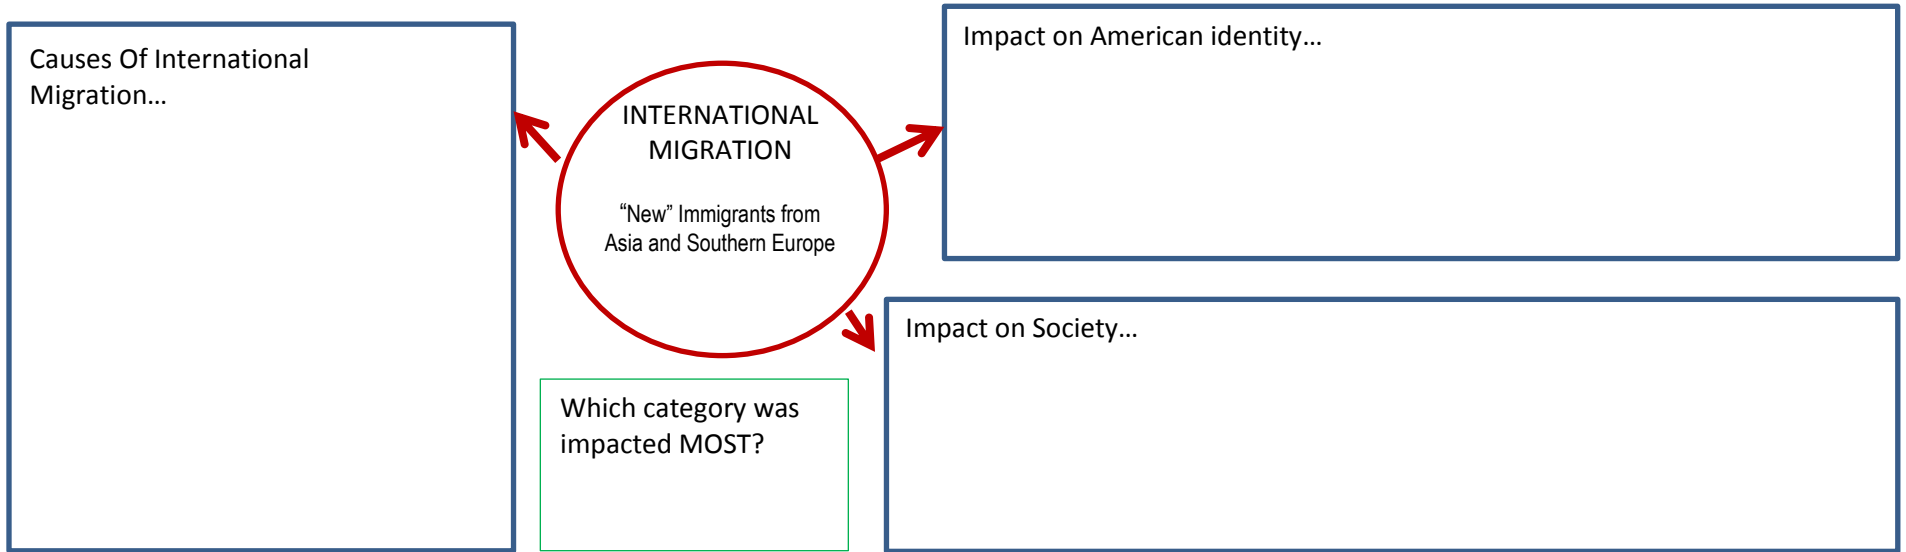 Causes Of International
Migration…
INTERNATIONAL
MIGRATION
“New” Immigrants from
Asia and Southern Europe
Impact on American identity…
Impact on Society…
Which category was
impacted MOST?